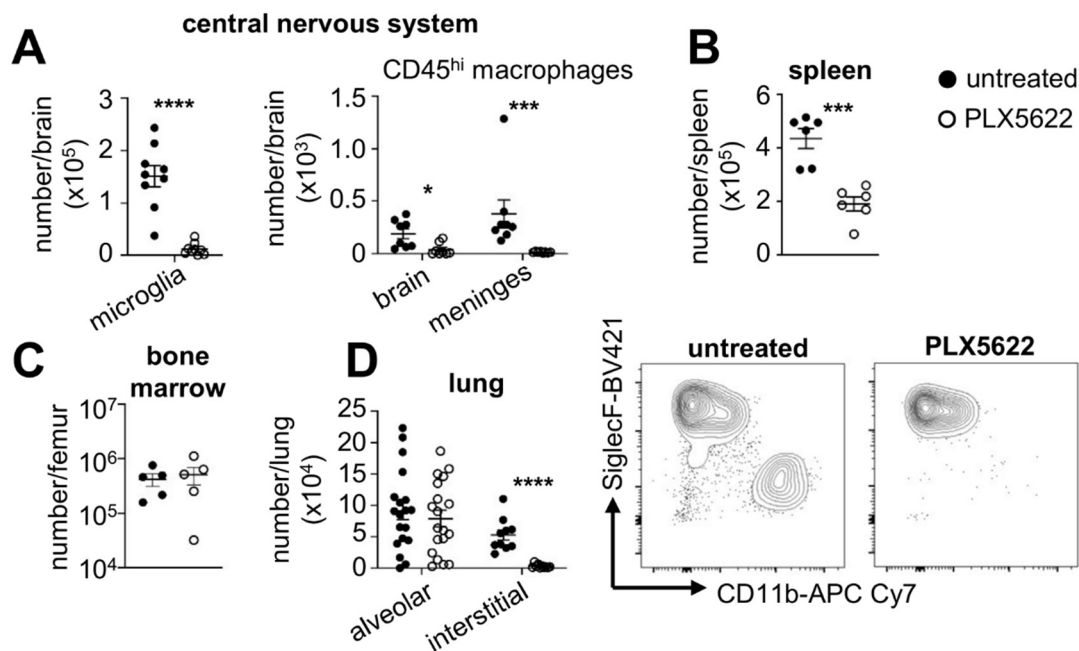 central nervous system
A
number/brain
(x10⁵)
3
2
1
0
****
microglia
CD45ʰⁱ macrophages
number/brain
(x10³)
1.5
1.0
0.5
0
*
***
brain
meninges
B
spleen
number/spleen
(x10⁵)
6
4
2
0
***
untreated
PLX5622
C
bone
marrow
number/femur
10⁷
10⁶
10⁵
10⁴
D
lung
number/lung
(x10⁴)
25
20
15
10
5
0
****
alveolar
interstitial
untreated
PLX5622
SiglecF-BV421
CD11b-APC Cy7